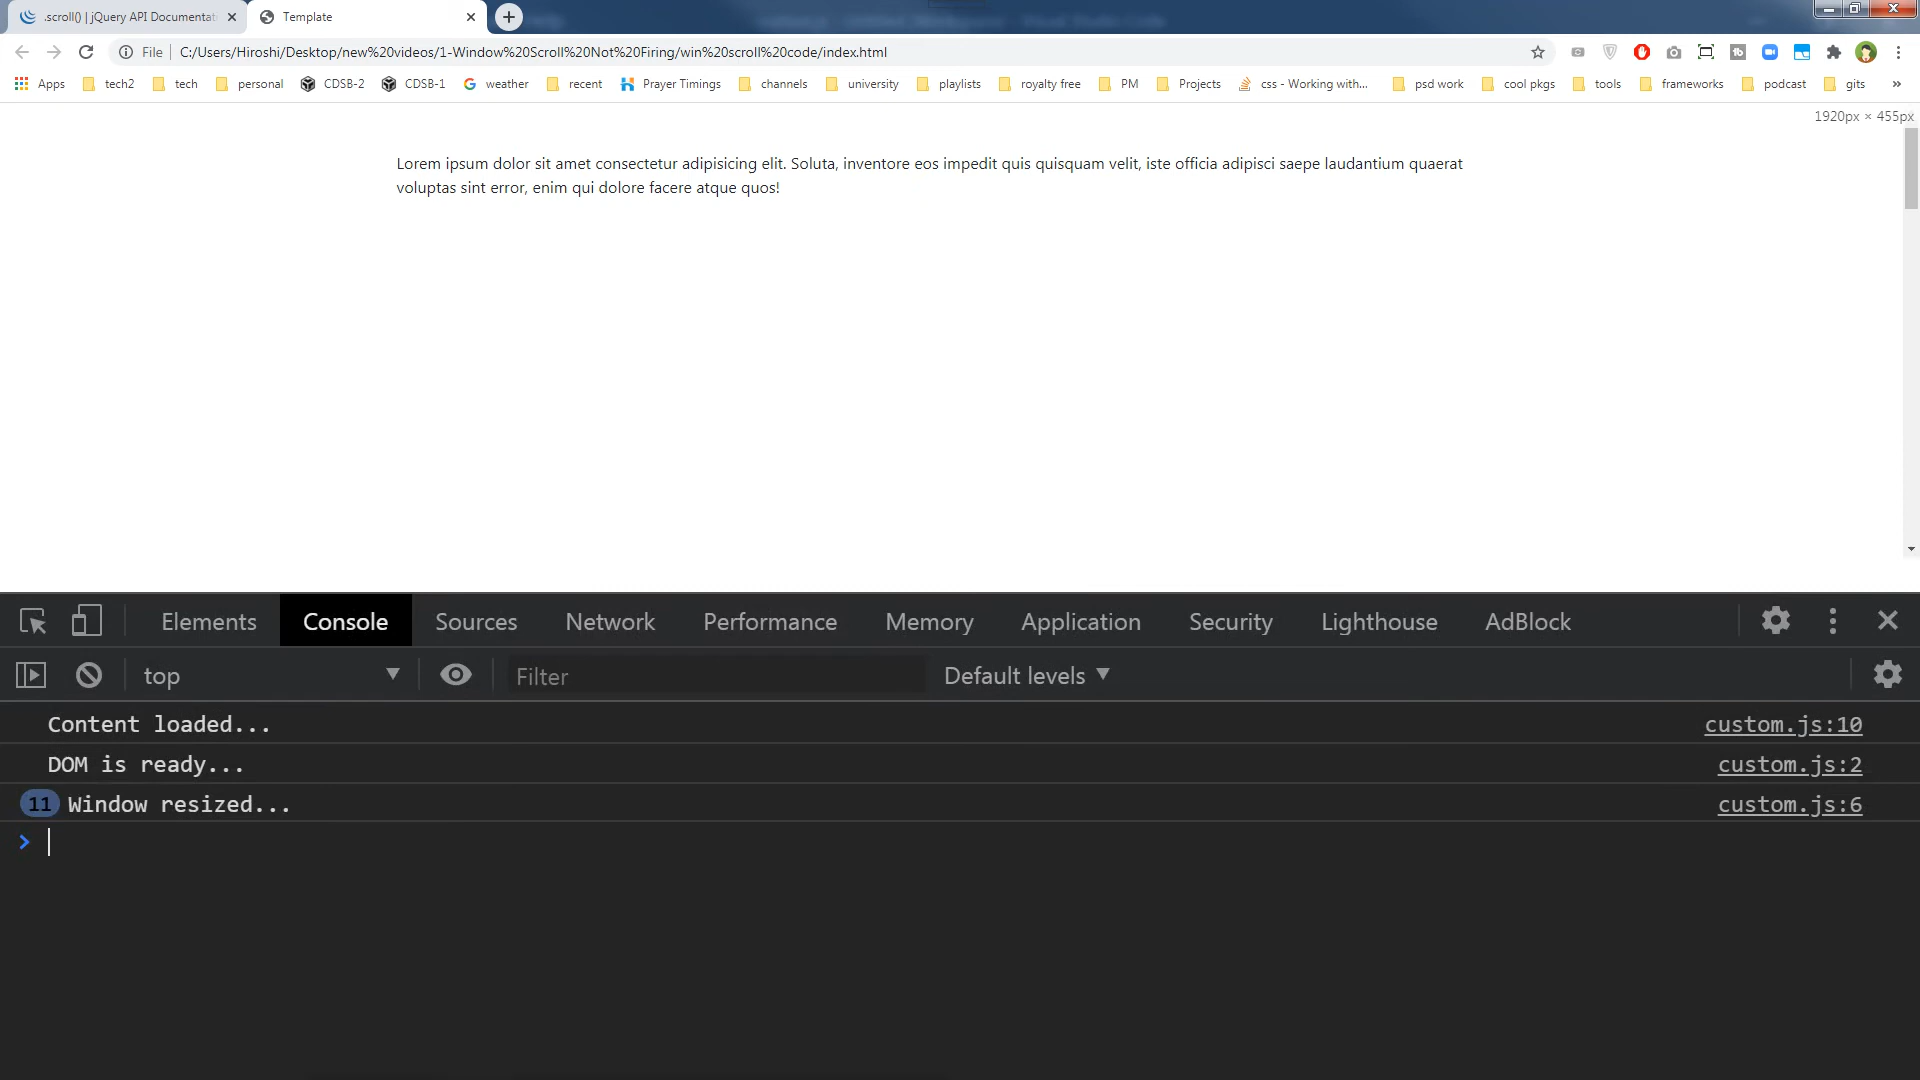 .scroll() | jQuery API Documentat
Template
File
C:/Users/Hiroshi/Desktop/new%20videos/1-Window%20Scroll%20Not%20Firing/win%20scroll%20code/index.html
Apps tech2 tech personal CDSB-2 CDSB-1 weather recent Prayer Timings channels university playlists royalty free PM Projects css - Working with... psd work cool pkgs tools frameworks podcast gits »
1920px × 455px
Lorem ipsum dolor sit amet consectetur adipisicing elit. Soluta, inventore eos impedit quis quisquam velit, iste officia adipisci saepe laudantium quaerat
voluptas sint error, enim qui dolore facere atque quos!
Elements Console Sources Network Performance Memory Application Security Lighthouse AdBlock
top Filter Default levels
Content loaded... custom.js:10
DOM is ready... custom.js:2
11 Window resized... custom.js:6